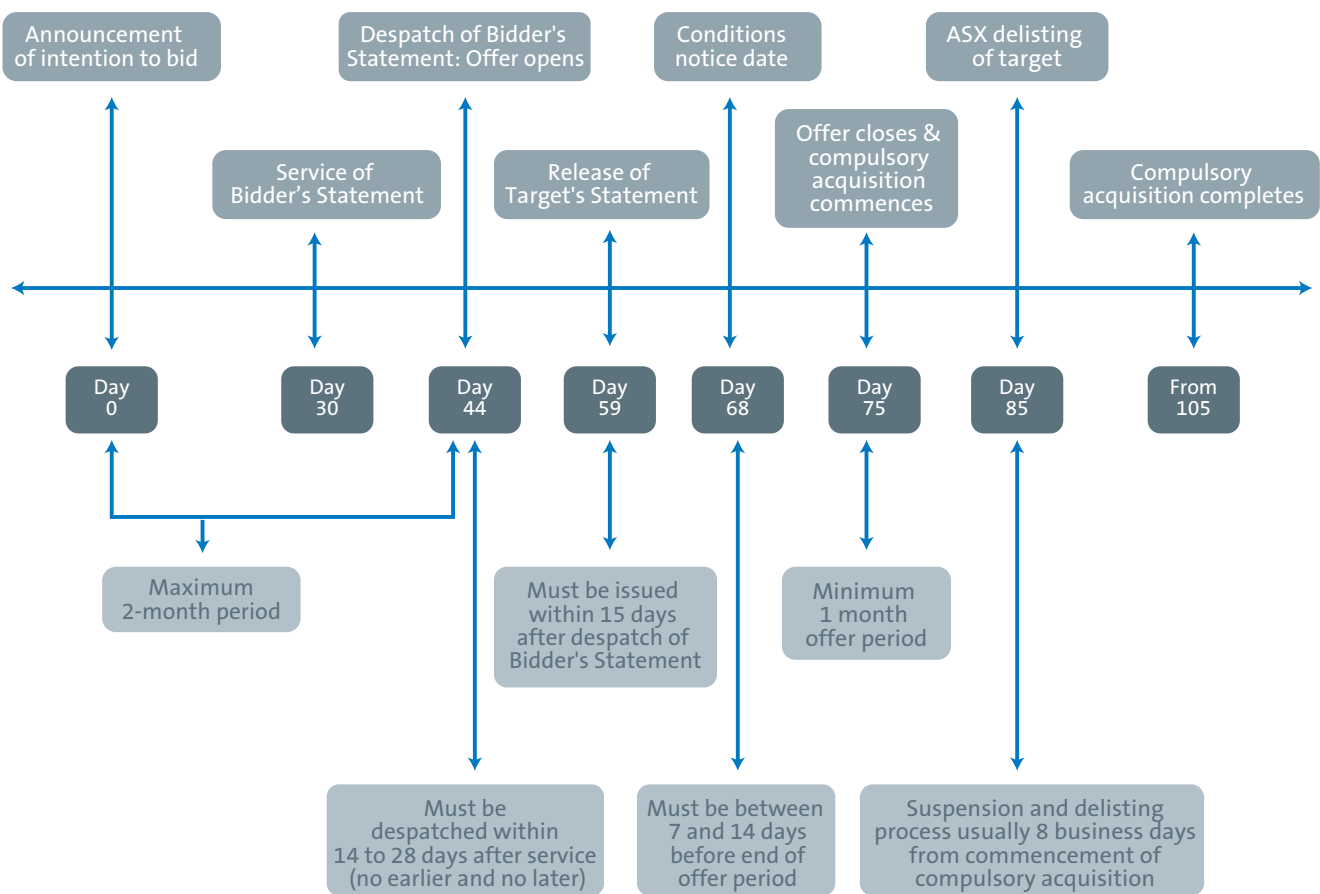 Announcement
of intention to bid
Despatch of Bidder's
Statement: Offer opens
Conditions
notice date
ASX delisting
of target
Service of
Bidder’s Statement
Release of
Target's Statement
Offer closes &
compulsory
acquisition
commences
Compulsory
acquisition completes
Day
0
Day
30
Day
44
Day
59
Day
68
Day
75
Day
85
From
105
Maximum
2-month period
Must be issued
within 15 days
after despatch of
Bidder's Statement
Minimum
1 month
offer period
Must be
despatched within
14 to 28 days after service
(no earlier and no later)
Must be between
7 and 14 days
before end of
offer period
Suspension and delisting
process usually 8 business days
from commencement of
compulsory acquisition